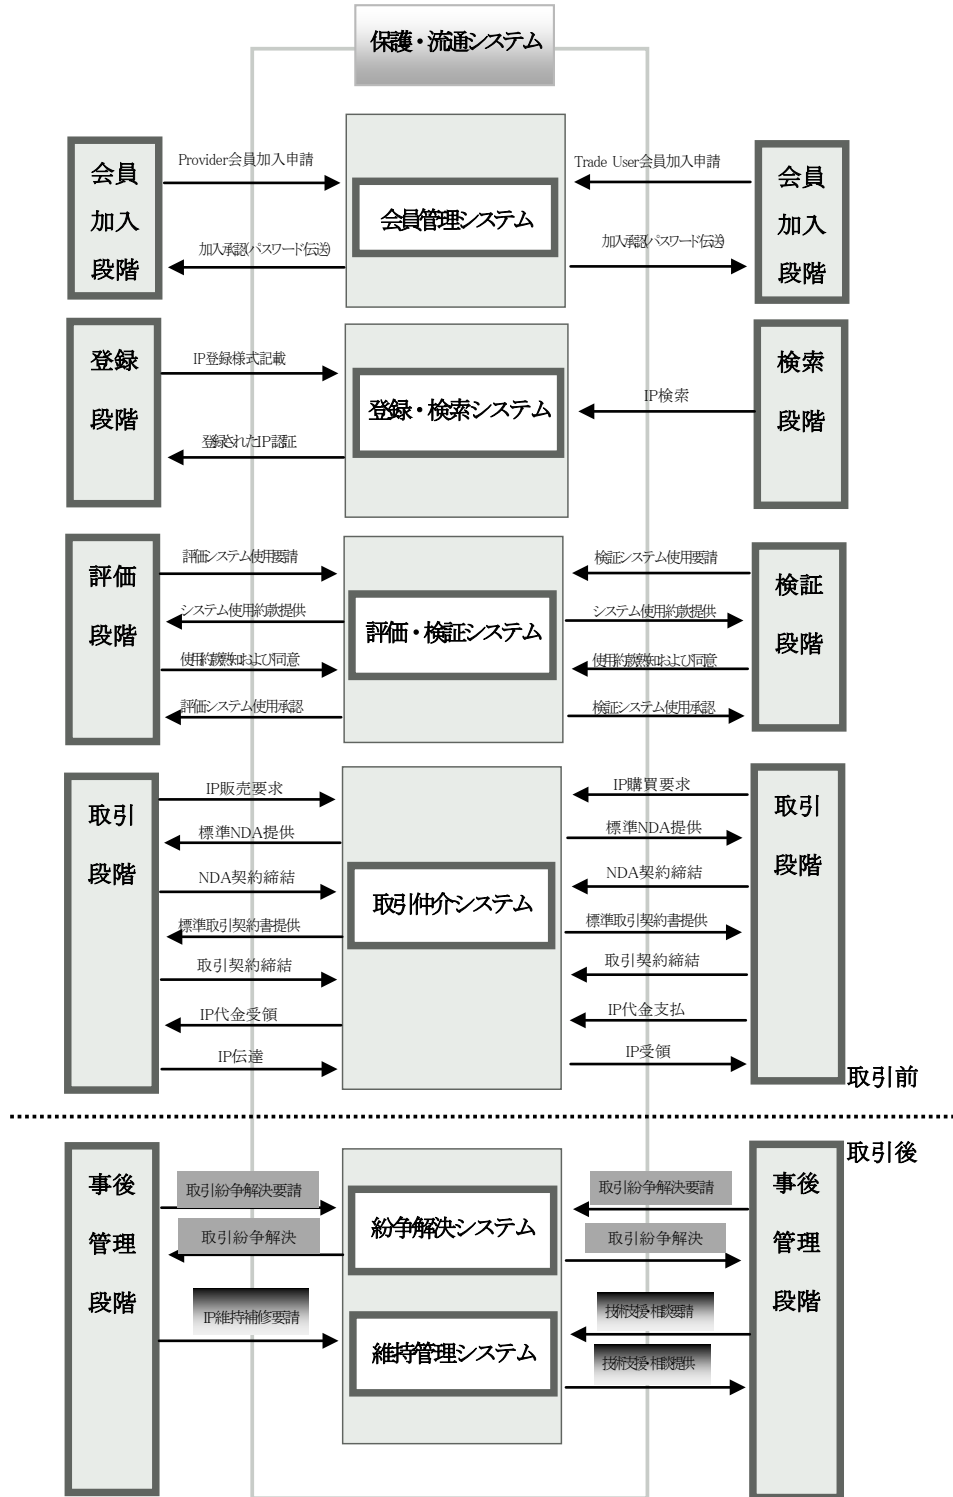 保護・流通システム
会員
加入
段階
Provider会員加入申請
加入承認(パスワード伝送)
会員管理システム
Trade User会員加入申請
加入承認(パスワード伝送)
会員
加入
段階
登録
段階
IP登録様式記載
登録されたIP認証
登録・検索システム
IP検索
検索
段階
評価
段階
評価システム使用要請
システム使用約款提供
使用約款熟知および同意
評価システム使用承認
評価・検証システム
検証システム使用要請
システム使用約款提供
使用約款熟知および同意
検証システム使用承認
検証
段階
取引
段階
IP販売要求
標準NDA提供
NDA契約締結
標準取引契約書提供
取引契約締結
IP代金受領
IP伝達
取引仲介システム
IP購買要求
標準NDA提供
NDA契約締結
標準取引契約書提供
取引契約締結
IP代金支払
IP受領
取引
段階
取引前
取引後
事後
管理
段階
取引紛争解決要請
取引紛争解決
IP維持補修要請
紛争解決システム
維持管理システム
取引紛争解決要請
取引紛争解決
技術支援・相談要請
技術支援・相談提供
事後
管理
段階